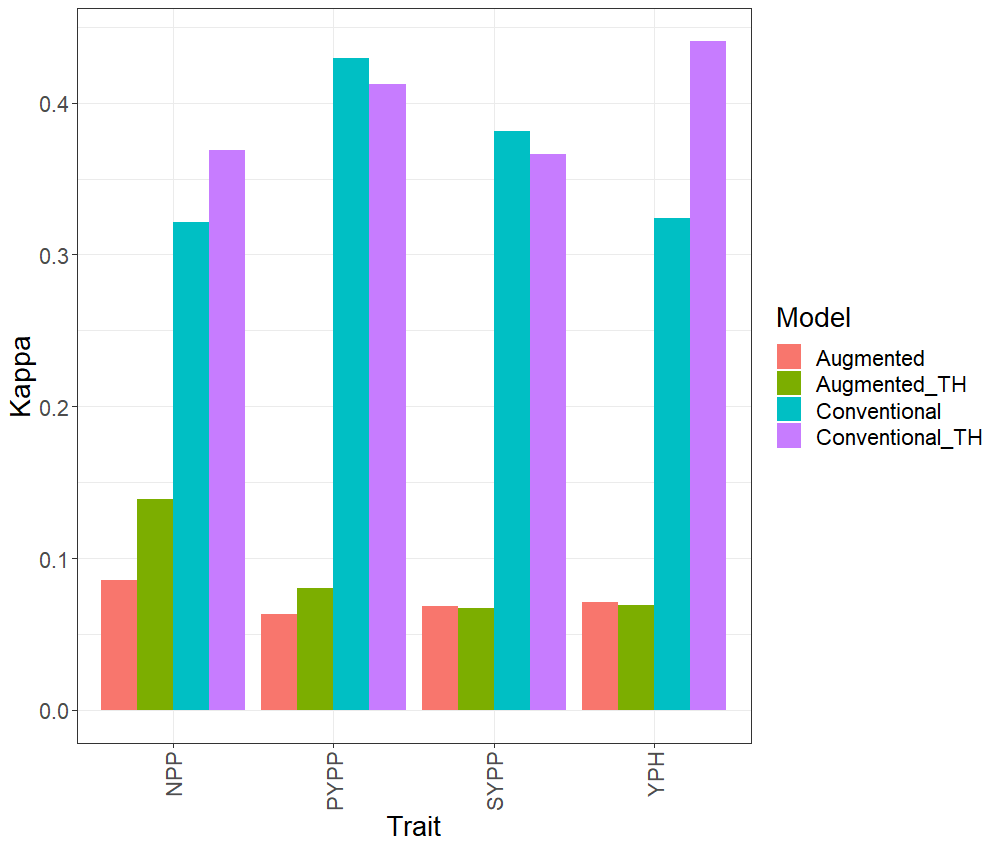 Kappa
0.4
0.3
0.2
0.1
0.0
NPP
PYPP
SYPP
YPH
Trait
Model
Augmented
Augmented_TH
Conventional
Conventional_TH